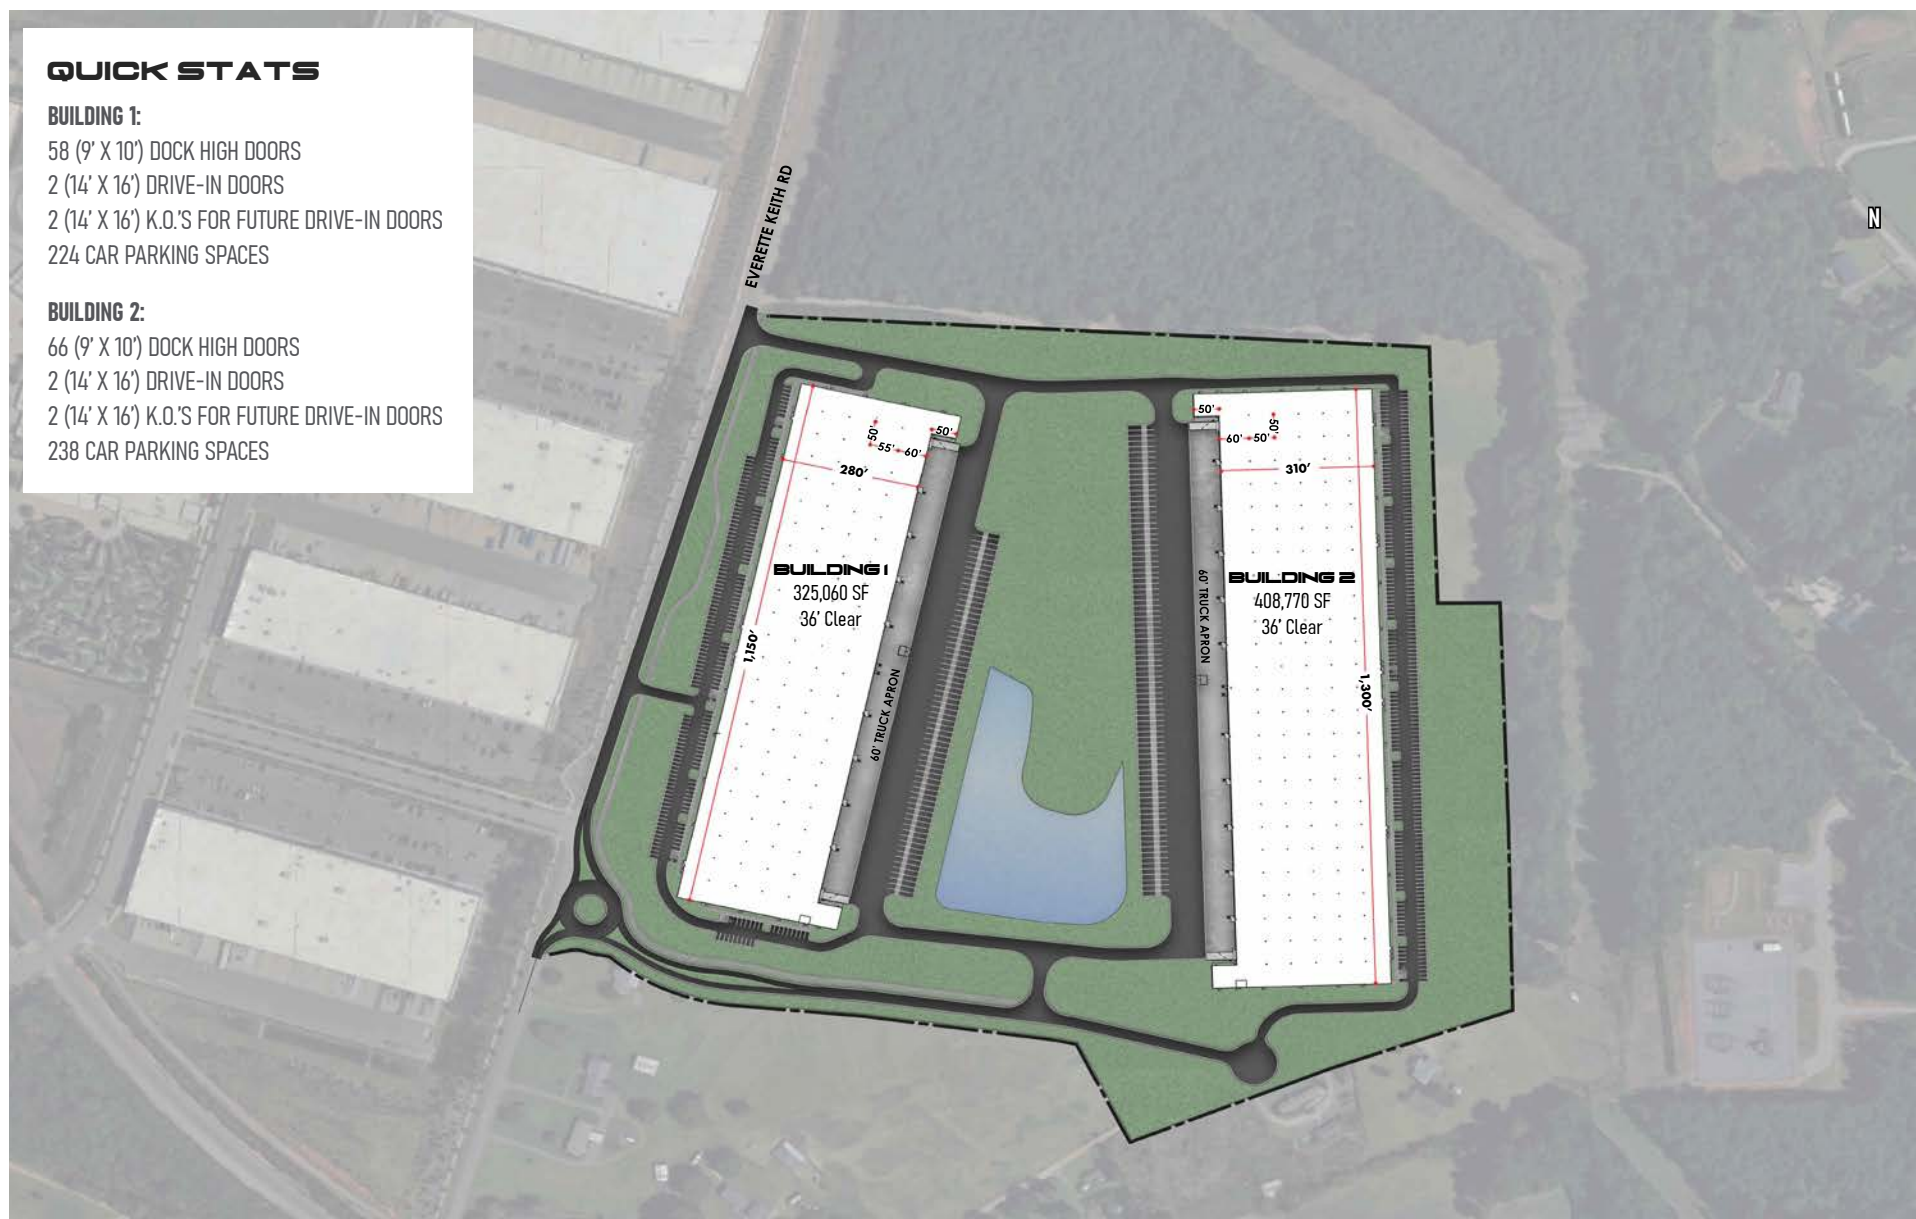 QUICK STATS
BUILDING 1:
58 (9' X 10') DOCK HIGH DOORS
2 (14' X 16') DRIVE-IN DOORS
2 (14' X 16') K.O.'S FOR FUTURE DRIVE-IN DOORS
224 CAR PARKING SPACES
BUILDING 2:
66 (9' X 10') DOCK HIGH DOORS
2 (14' X 16') DRIVE-IN DOORS
2 (14' X 16') K.O.'S FOR FUTURE DRIVE-IN DOORS
238 CAR PARKING SPACES
EVERETTE KEITH RD
N
50'
55'
60'
50'
280'
BUILDING 1
325,060 SF
36' Clear
1,150'
60' TRUCK APRON
50'
60'
50'
50'
310'
60' TRUCK APRON
BUILDING 2
408,770 SF
36' Clear
1,300'